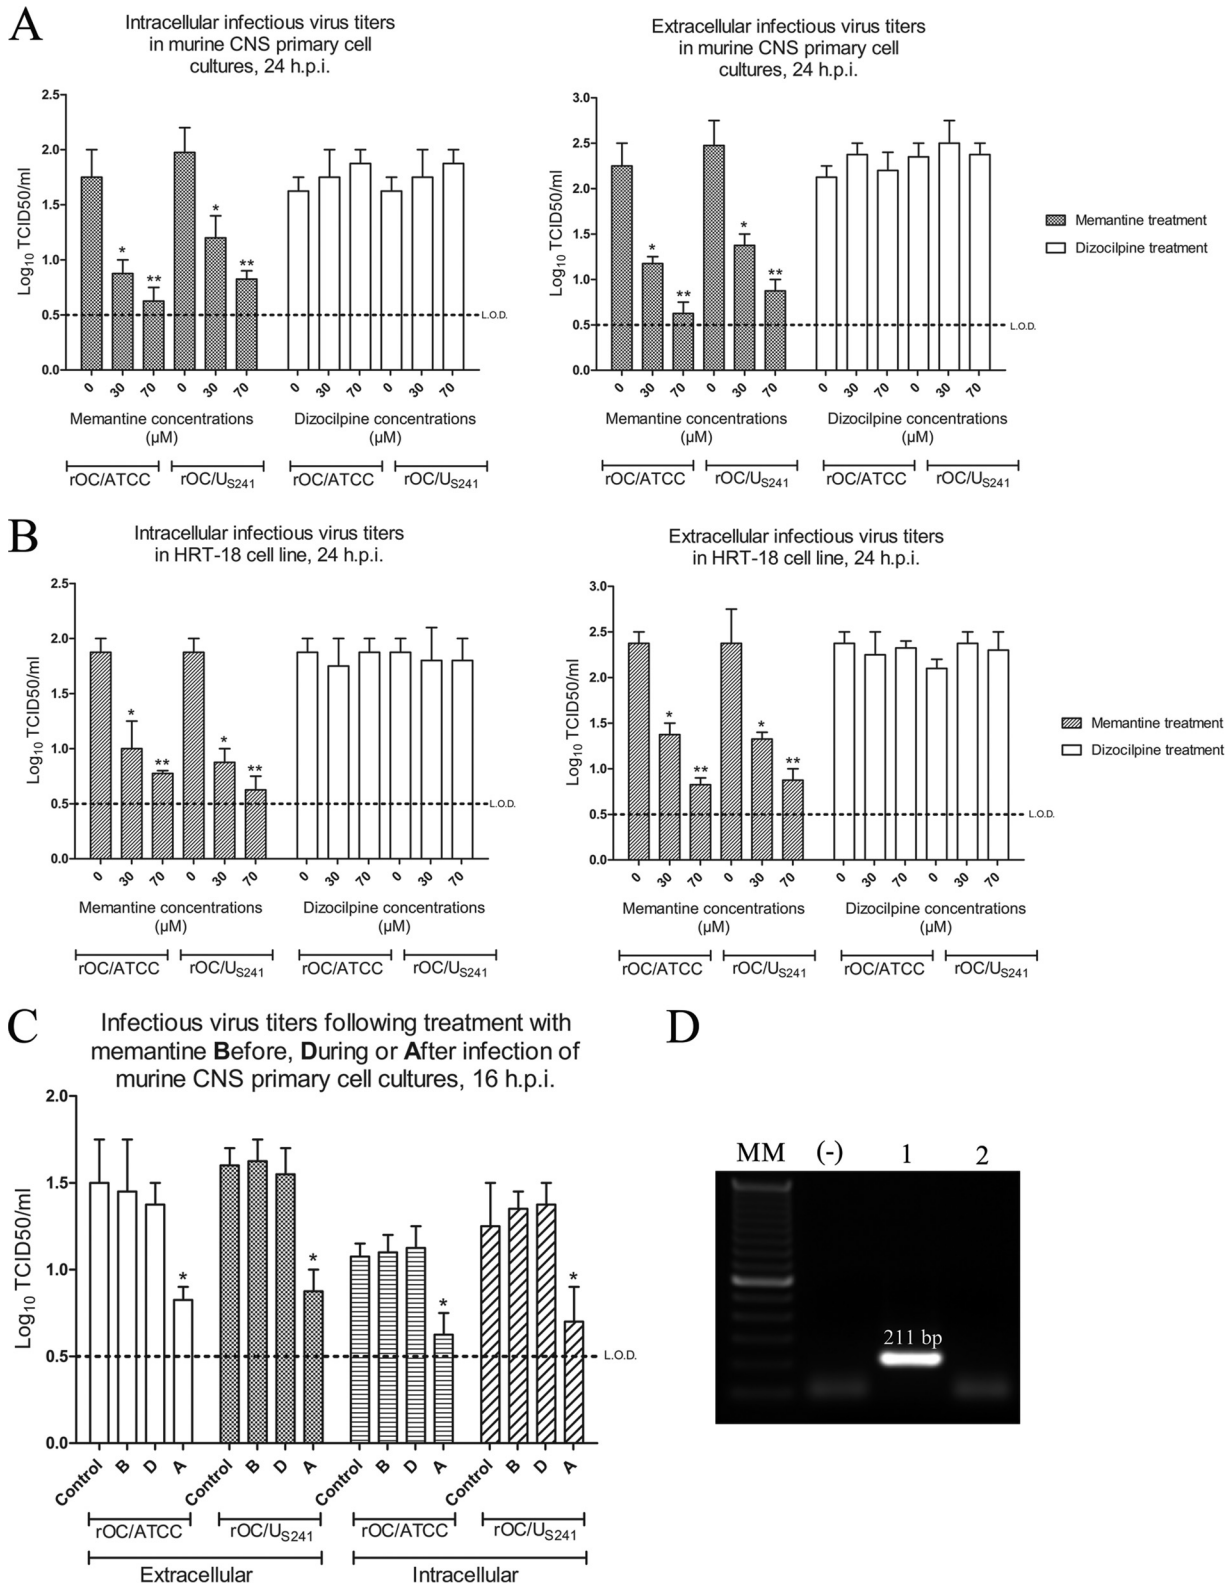 A
Intracellular infectious virus titers
in murine CNS primary cell
cultures, 24 h.p.i.
Log10 TCID50/ml
2.5
2.0
1.5
1.0
0.5
0.0
* ** * **
L.O.D.
0 30 70 0 30 70 0 30 70 0 30 70
Memantine concentrations
(µM)
Dizocilpine concentrations
(µM)
rOC/ATCC rOC/US241 rOC/ATCC rOC/US241
Extracellular infectious virus titers
in murine CNS primary cell
cultures, 24 h.p.i.
Log10 TCID50/ml
3.0
2.5
2.0
1.5
1.0
0.5
0.0
* ** * **
L.O.D.
0 30 70 0 30 70 0 30 70 0 30 70
Memantine concentrations
(µM)
Dizocilpine concentrations
(µM)
rOC/ATCC rOC/US241 rOC/ATCC rOC/US241
Memantine treatment
Dizocilpine treatment
B
Intracellular infectious virus titers
in HRT-18 cell line, 24 h.p.i.
Log10 TCID50/ml
2.5
2.0
1.5
1.0
0.5
0.0
* ** * **
L.O.D.
0 30 70 0 30 70 0 30 70 0 30 70
Memantine concentrations
(µM)
Dizocilpine concentrations
(µM)
rOC/ATCC rOC/US241 rOC/ATCC rOC/US241
Extracellular infectious virus titers
in HRT-18 cell line, 24 h.p.i.
Log10 TCID50/ml
3.0
2.5
2.0
1.5
1.0
0.5
0.0
* ** * **
L.O.D.
0 30 70 0 30 70 0 30 70 0 30 70
Memantine concentrations
(µM)
Dizocilpine concentrations
(µM)
rOC/ATCC rOC/US241 rOC/ATCC rOC/US241
Memantine treatment
Dizocilpine treatment
C
Infectious virus titers following treatment with
memantine Before, During or After infection of
murine CNS primary cell cultures, 16 h.p.i.
Log10 TCID50/ml
2.0
1.5
1.0
0.5
0.0
* * * *
L.O.D.
Control B D A Control B D A Control B D A Control B D A
rOC/ATCC rOC/US241 rOC/ATCC rOC/US241
Extracellular Intracellular
D
MM (-) 1 2
211 bp